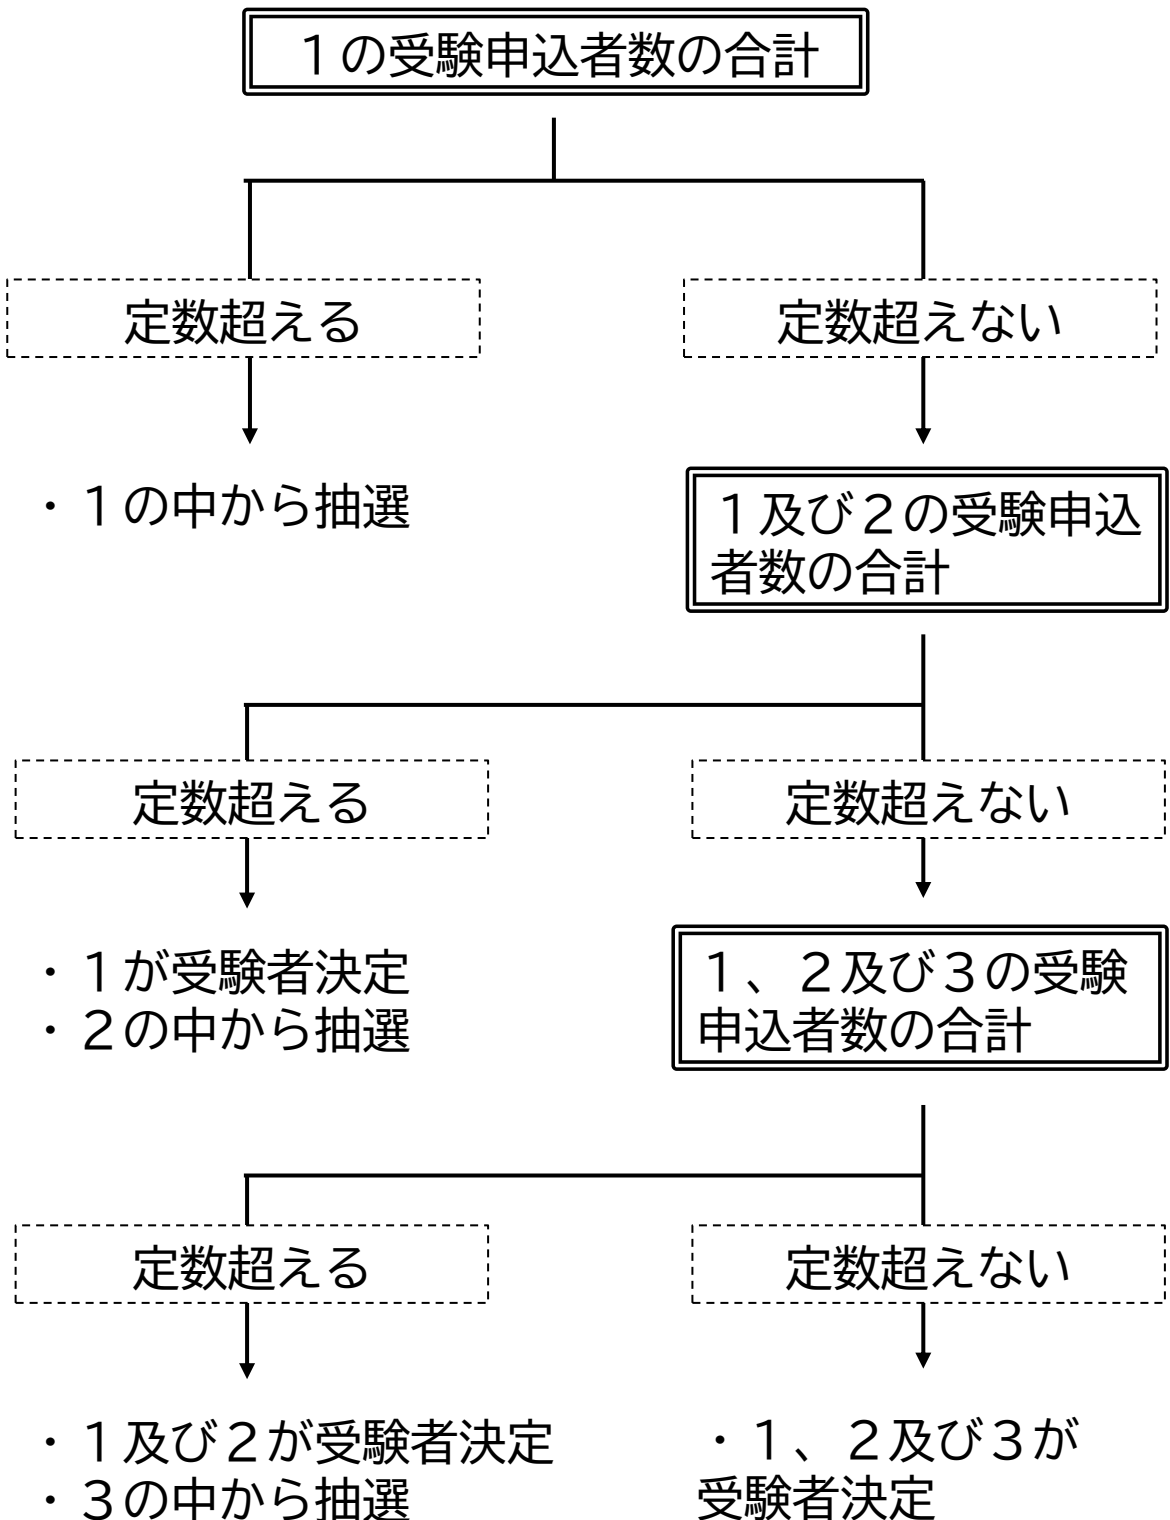 １の受験申込者数の合計
定数超える
定数超えない
・１の中から抽選
１及び２の受験申込
者数の合計
定数超える
定数超えない
・１が受験者決定
・２の中から抽選
１、２及び３の受験
申込者数の合計
定数超える
定数超えない
・１及び２が受験者決定
・３の中から抽選
・１、２及び３が
受験者決定